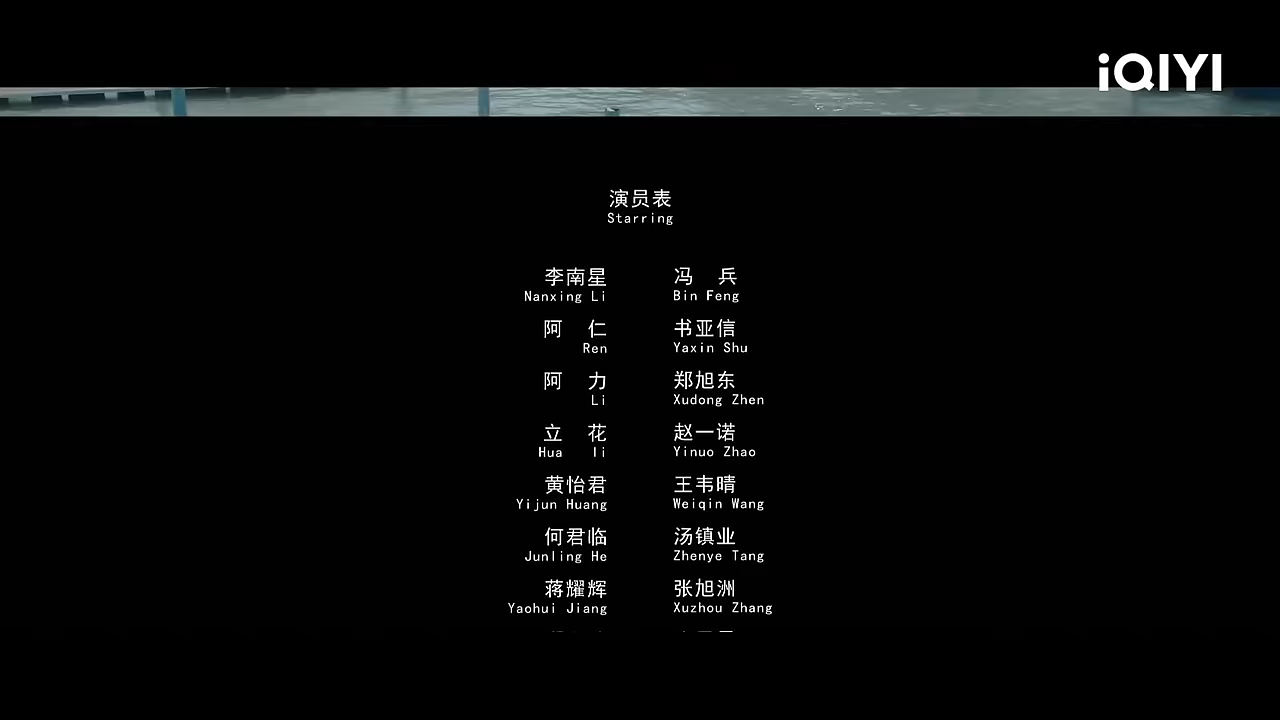 iQIYI
演员表
Starring
李南星 冯 兵
Nanxing Li Bin Feng
阿 仁 书亚信
Ren Yaxin Shu
阿 力 郑旭东
Li Xudong Zhen
立 花 赵一诺
Hua li Yinuo Zhao
黄怡君 王韦晴
Yijun Huang Weiqin Wang
何君临 汤镇业
Junling He Zhenye Tang
蒋耀辉 张旭洲
Yaohui Jiang Xuzhou Zhang